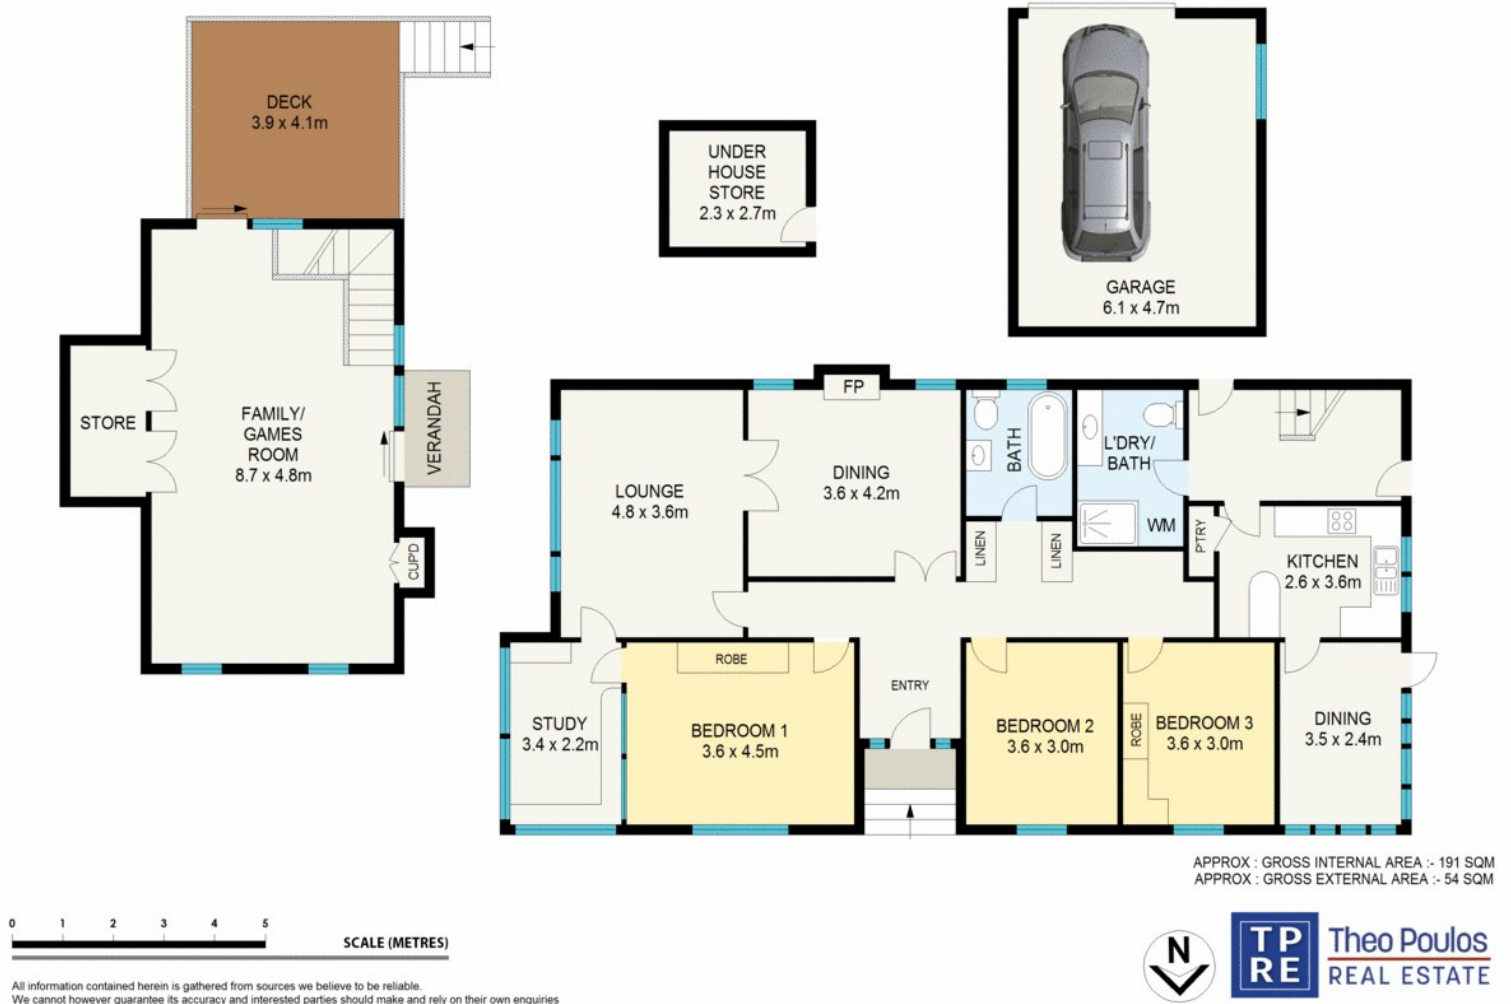 DECK
3.9 x 4.1m
UNDER
HOUSE
STORE
2.3 x 2.7m
GARAGE
6.1 x 4.7m
STORE
FAMILY/
GAMES
ROOM
8.7 x 4.8m
VERANDAH
CUP'D
FP
LOUNGE
4.8 x 3.6m
DINING
3.6 x 4.2m
BATH
L'DRY/
BATH
WM
LINEN
LINEN
PTRY
KITCHEN
2.6 x 3.6m
STUDY
3.4 x 2.2m
ROBE
BEDROOM 1
3.6 x 4.5m
ENTRY
BEDROOM 2
3.6 x 3.0m
ROBE
BEDROOM 3
3.6 x 3.0m
DINING
3.5 x 2.4m
APPROX : GROSS INTERNAL AREA :- 191 SQM
APPROX : GROSS EXTERNAL AREA :- 54 SQM
0 1 2 3 4 5
SCALE (METRES)
N
TP
RE
Theo Poulos
REAL ESTATE
All information contained herein is gathered from sources we believe to be reliable.
We cannot however guarantee its accuracy and interested parties should make and rely on their own enquiries